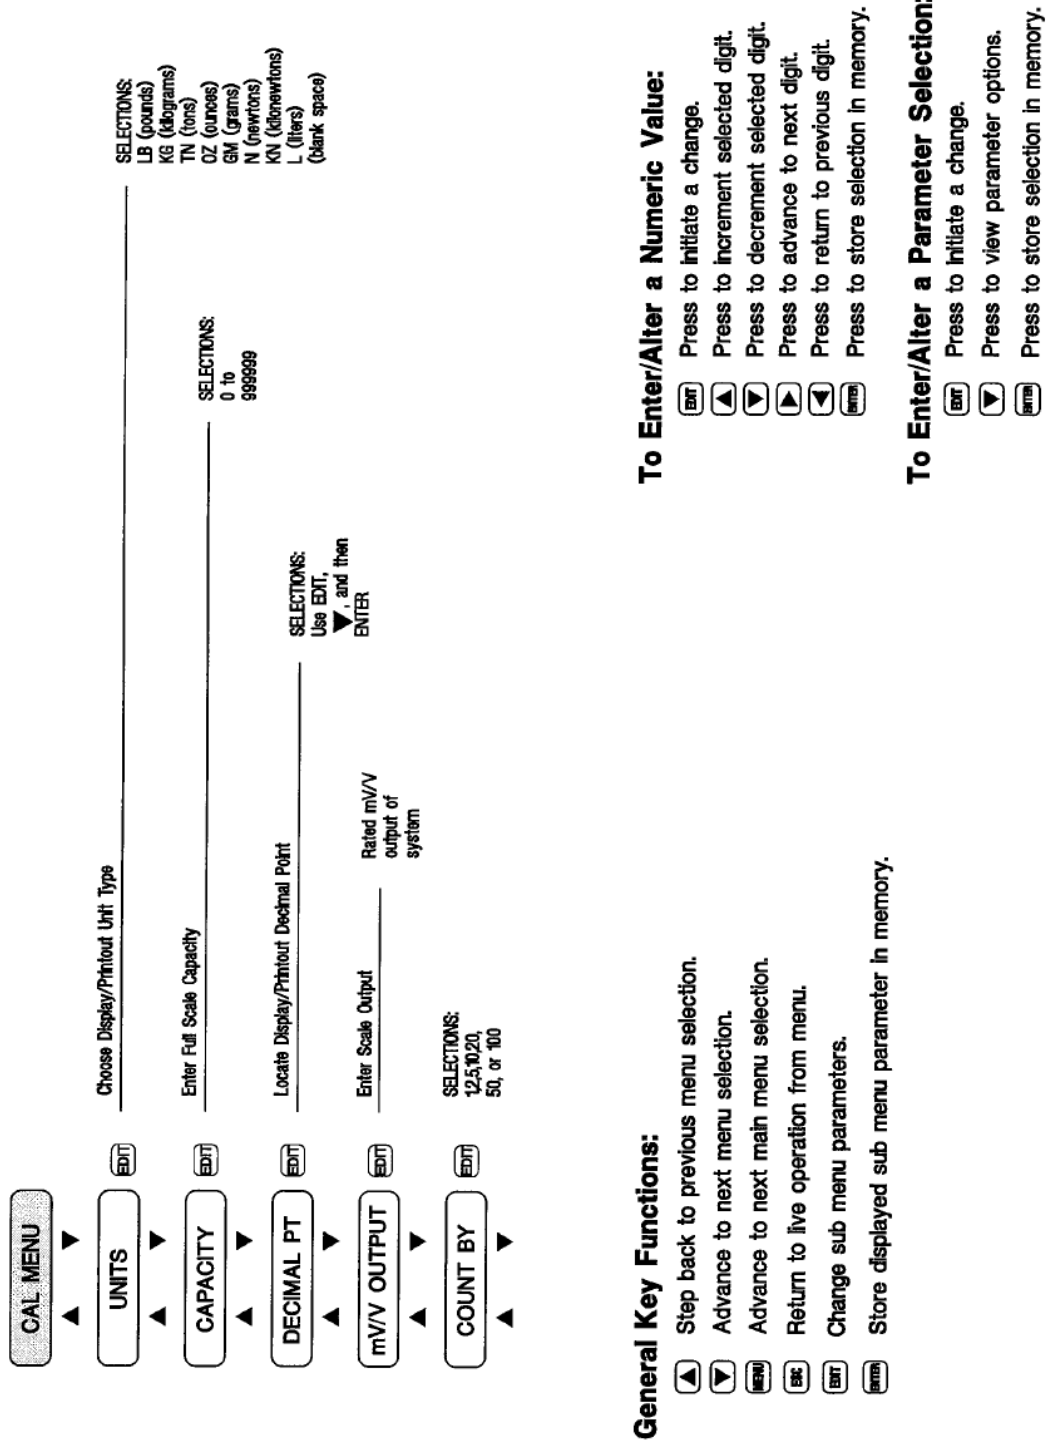 CAL MENU
UNITS
EDIT
Choose Display/Printout Unit Type
SELECTIONS:
LB (pounds)
KG (kilograms)
TN (tons)
OZ (ounces)
GM (grams)
N (newtons)
KN (kilonewtons)
L (liters)
(blank space)
CAPACITY
EDIT
Enter Full Scale Capacity
SELECTIONS:
0 to
999999
DECIMAL PT
EDIT
Locate Display/Printout Decimal Point
SELECTIONS:
Use EDIT,
▼, and then
ENTER
mV/V OUTPUT
EDIT
Enter Scale Output
Rated mV/V
output of
system
COUNT BY
EDIT
SELECTIONS:
1,2,5,10,20,
50, or 100
General Key Functions:
▲ Step back to previous menu selection.
▼ Advance to next menu selection.
MENU Advance to next main menu selection.
ESC Return to live operation from menu.
EDIT Change sub menu parameters.
ENTER Store displayed sub menu parameter in memory.
To Enter/Alter a Numeric Value:
EDIT Press to initiate a change.
▲ Press to increment selected digit.
▼ Press to decrement selected digit.
▶ Press to advance to next digit.
◀ Press to return to previous digit.
ENTER Press to store selection in memory.
To Enter/Alter a Parameter Selection:
EDIT Press to initiate a change.
▼ Press to view parameter options.
ENTER Press to store selection in memory.